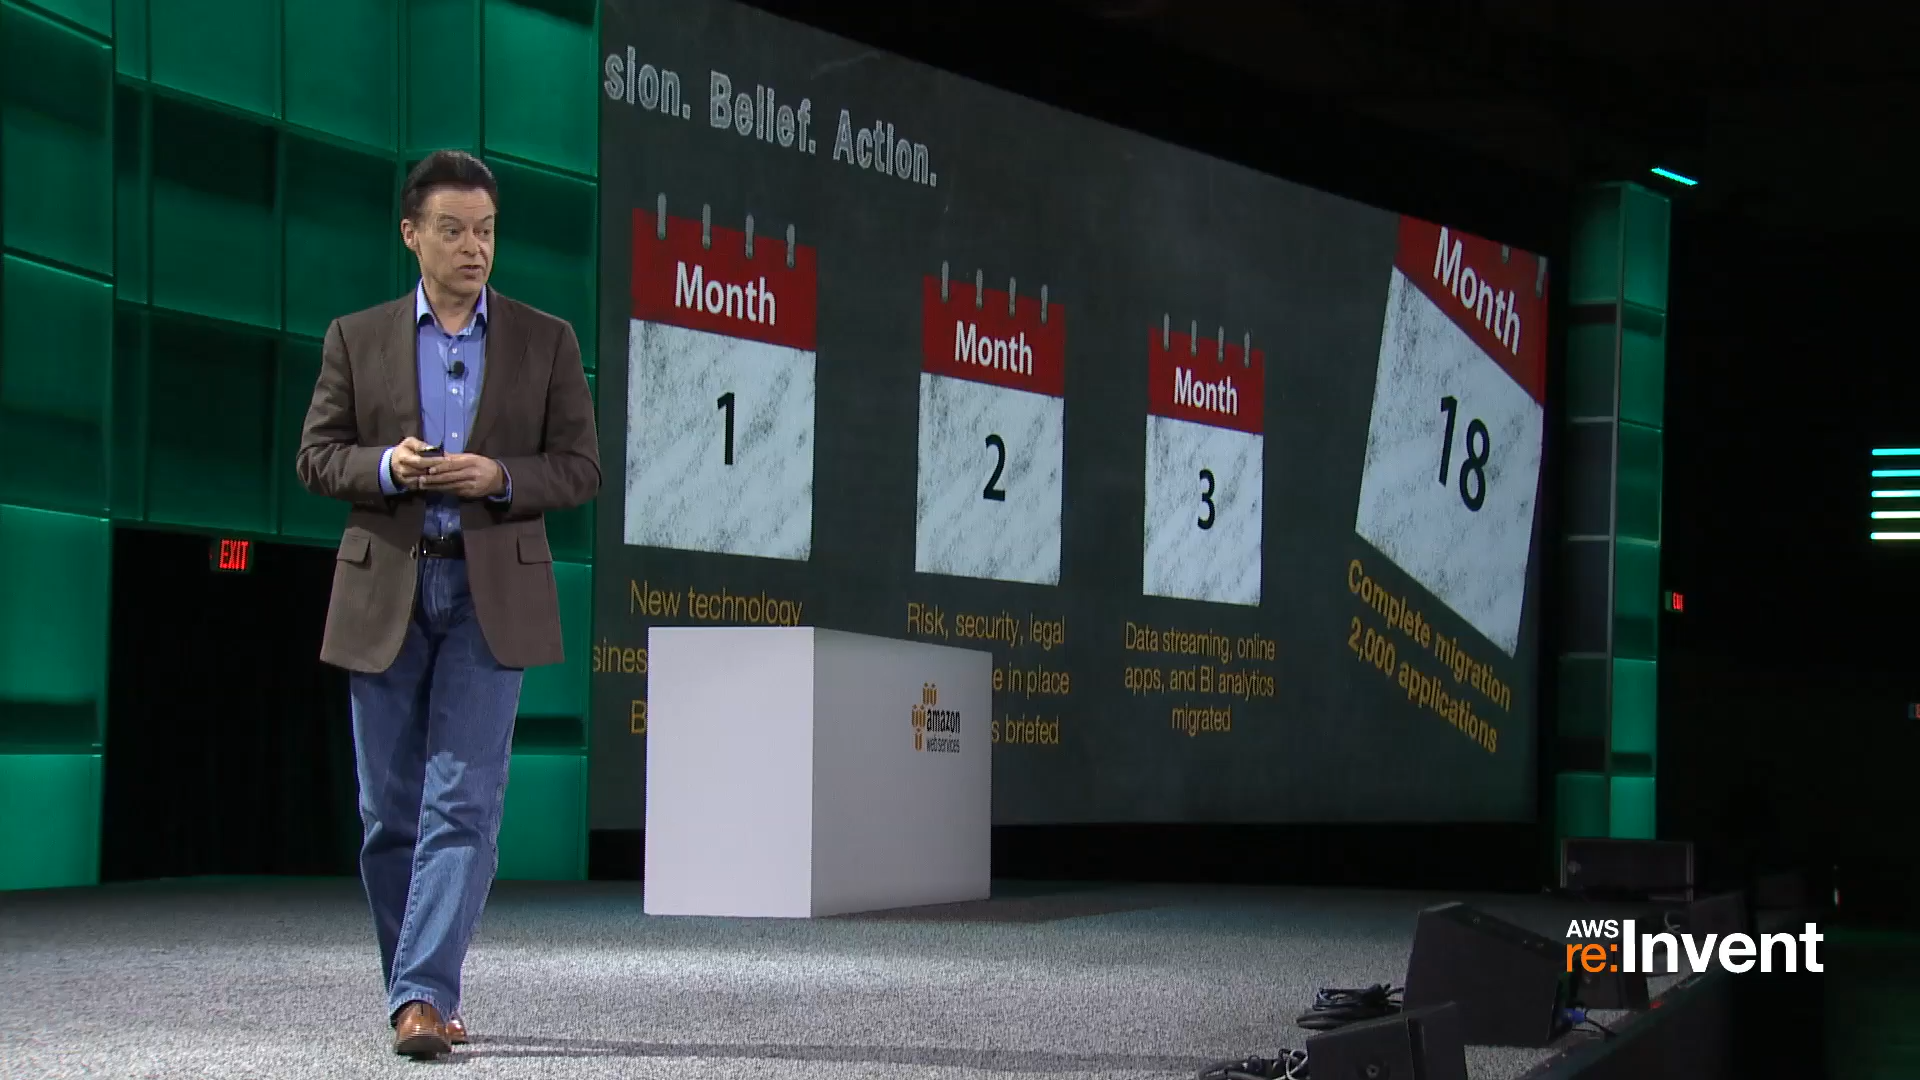 sion. Belief. Action.
Month
1
New technology
Month
2
Risk, security, legal
e in place
s briefed
Month
3
Data streaming, online
apps, and BI analytics
migrated
Month
18
Complete migration
2,000 applications
sines
B
amazon
webservices
EXIT
EXIT
AWS
re:Invent